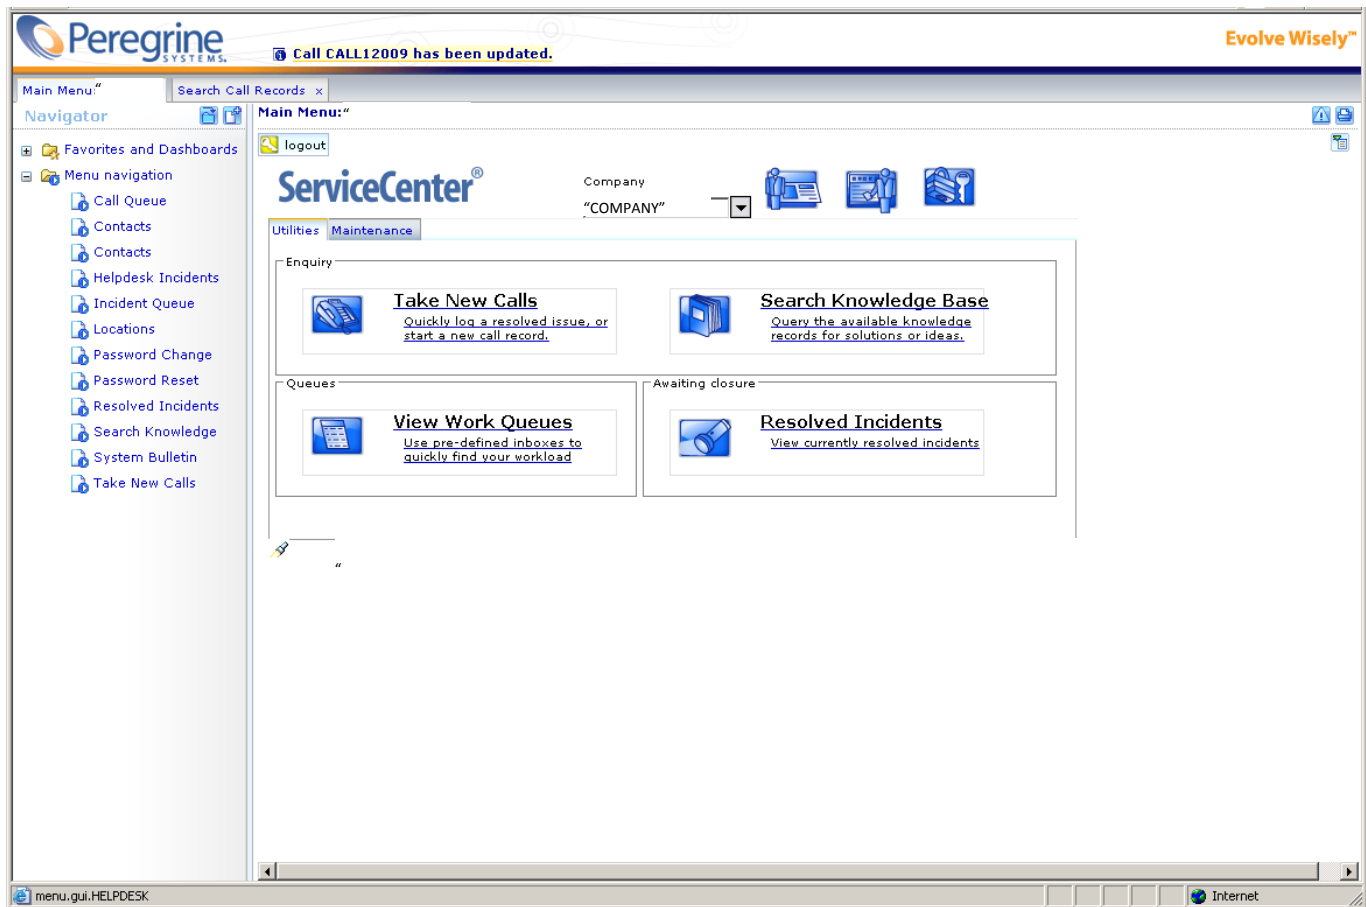 Peregrine
SYSTEMS.
Call CALL12009 has been updated.
Evolve Wisely™
Main Menu:“
Search Call Records x
Navigator
Main Menu:“
logout
Favorites and Dashboards
Menu navigation
Call Queue
Contacts
Contacts
Helpdesk Incidents
Incident Queue
Locations
Password Change
Password Reset
Resolved Incidents
Search Knowledge
System Bulletin
Take New Calls
ServiceCenter®
Company
“COMPANY”
Utilities
Maintenance
Enquiry
Take New Calls
Quickly log a resolved issue, or
start a new call record.
Search Knowledge Base
Query the available knowledge
records for solutions or ideas.
Queues
View Work Queues
Use pre-defined inboxes to
quickly find your workload
Awaiting closure
Resolved Incidents
View currently resolved incidents
“
menu.gui.HELPDESK
Internet